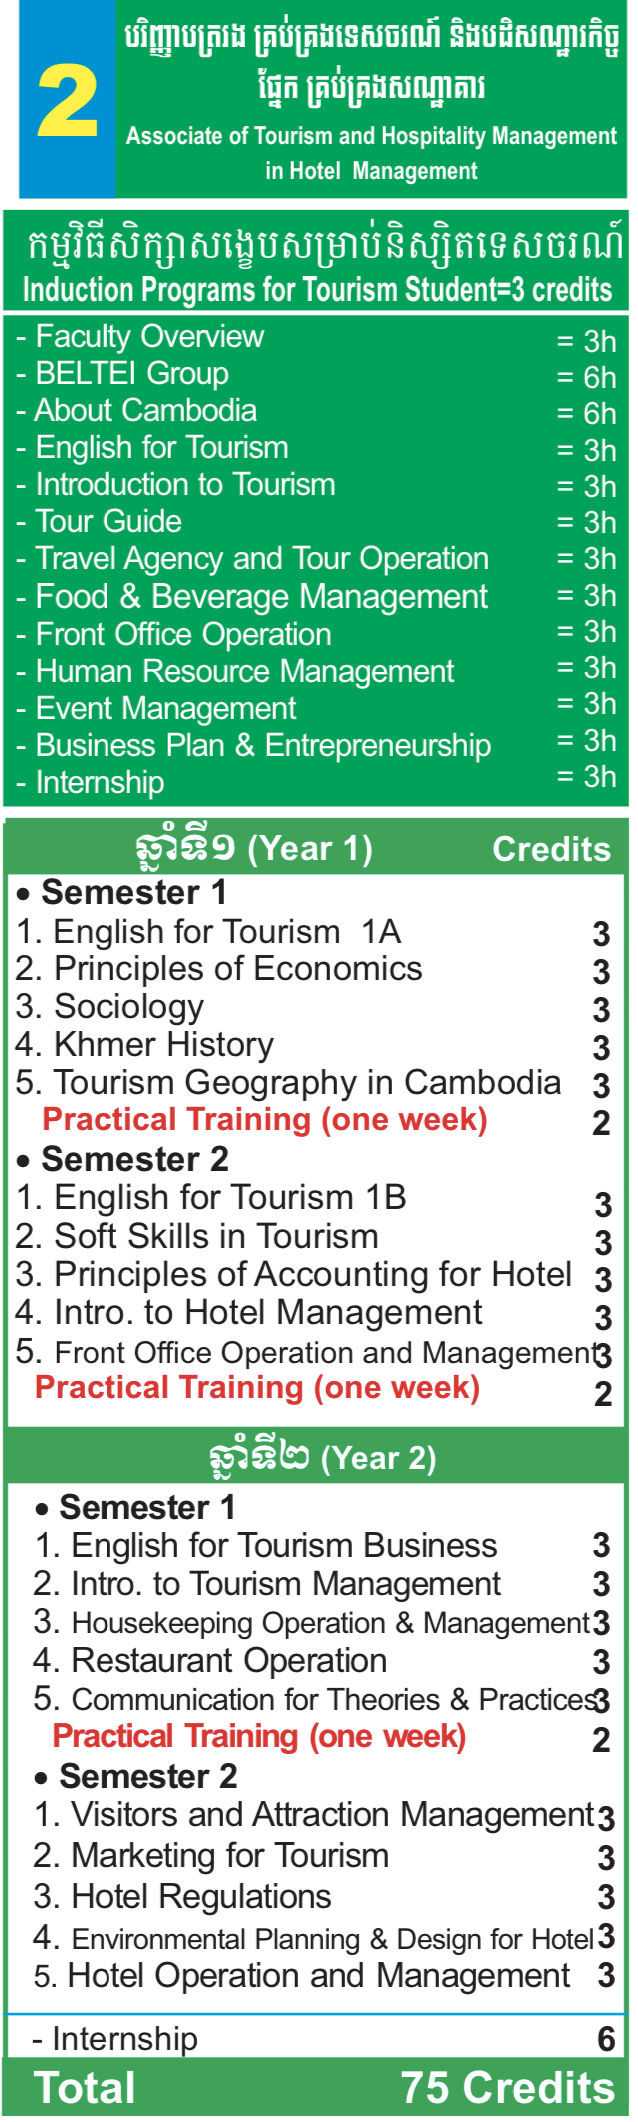 2
បរិញ្ញាបត្ររង គ្រប់គ្រងទេសចរណ៍ និងបដិសណ្ឋារកិច្ច
ផ្នែក គ្រប់គ្រងសណ្ឋាគារ
Associate of Tourism and Hospitality Management
in Hotel Management
កម្មវិធីសិក្សាសង្ខេបសម្រាប់និស្សិតទេសចរណ៍
Induction Programs for Tourism Student=3 credits
- Faculty Overview = 3h
- BELTEI Group = 6h
- About Cambodia = 6h
- English for Tourism = 3h
- Introduction to Tourism = 3h
- Tour Guide = 3h
- Travel Agency and Tour Operation = 3h
- Food & Beverage Management = 3h
- Front Office Operation = 3h
- Human Resource Management = 3h
- Event Management = 3h
- Business Plan & Entrepreneurship = 3h
- Internship = 3h
ឆ្នាំទី១ (Year 1) Credits
• Semester 1
1. English for Tourism 1A 3
2. Principles of Economics 3
3. Sociology 3
4. Khmer History 3
5. Tourism Geography in Cambodia 3
Practical Training (one week) 2
• Semester 2
1. English for Tourism 1B 3
2. Soft Skills in Tourism 3
3. Principles of Accounting for Hotel 3
4. Intro. to Hotel Management 3
5. Front Office Operation and Management 3
Practical Training (one week) 2
ឆ្នាំទី២ (Year 2)
• Semester 1
1. English for Tourism Business 3
2. Intro. to Tourism Management 3
3. Housekeeping Operation & Management 3
4. Restaurant Operation 3
5. Communication for Theories & Practices 3
Practical Training (one week) 2
• Semester 2
1. Visitors and Attraction Management 3
2. Marketing for Tourism 3
3. Hotel Regulations 3
4. Environmental Planning & Design for Hotel 3
5. Hotel Operation and Management 3
- Internship 6
Total 75 Credits